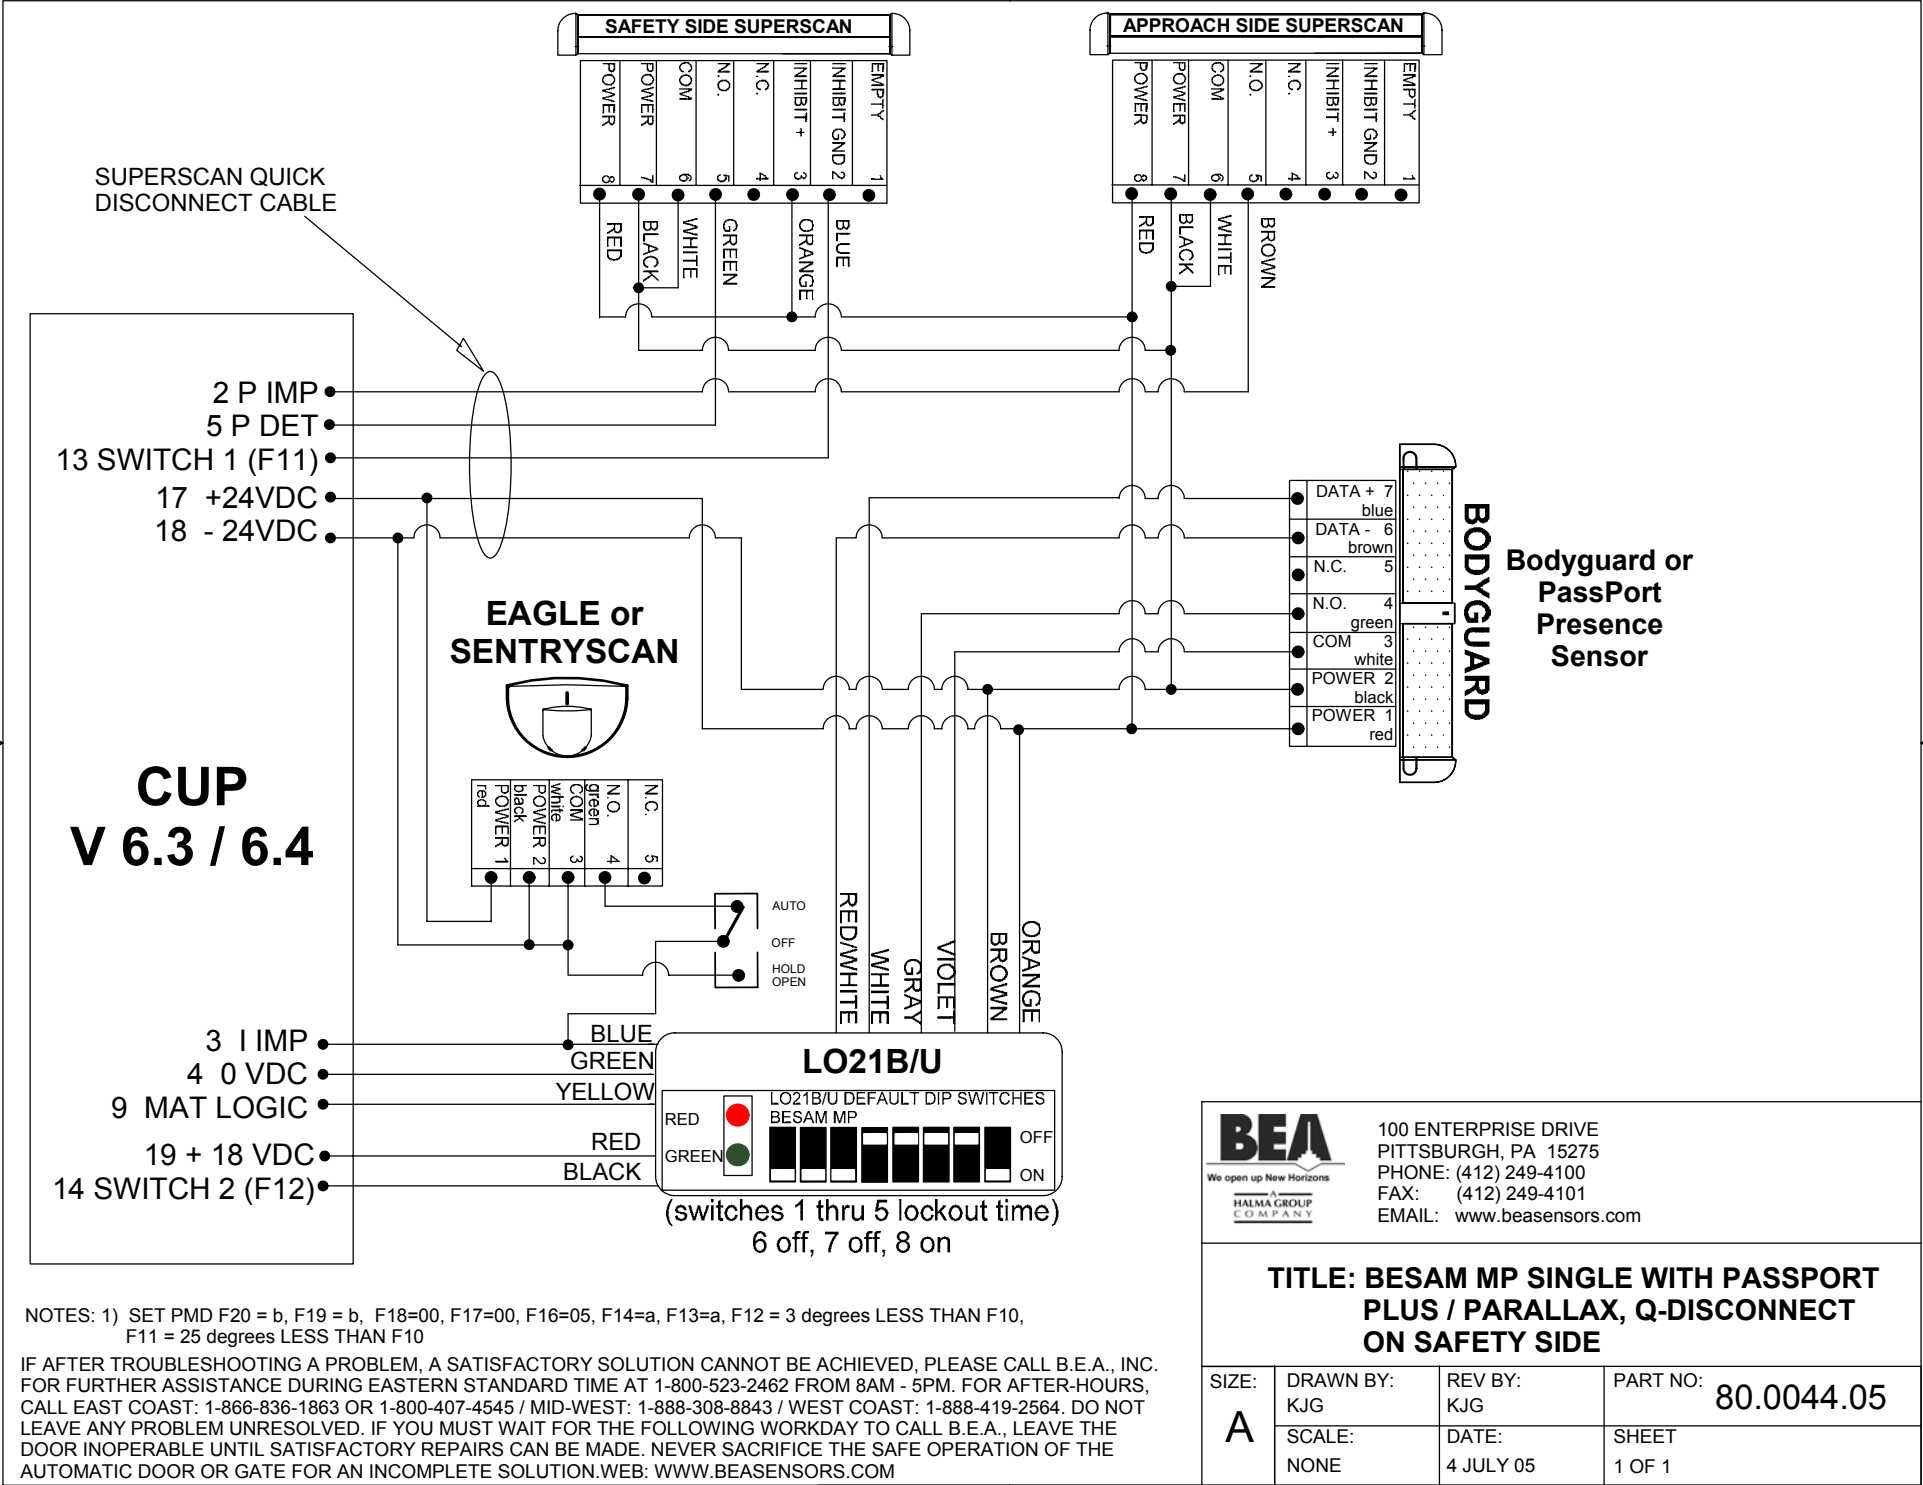 SAFETY SIDE SUPERSCAN
POWER 8
POWER 7
COM 6
N.O. 5
N.C. 4
INHIBIT + 3
INHIBIT GND 2
EMPTY 1
RED
BLACK
WHITE
GREEN
ORANGE
BLUE
APPROACH SIDE SUPERSCAN
POWER 8
POWER 7
COM 6
N.O. 5
N.C. 4
INHIBIT + 3
INHIBIT GND 2
EMPTY 1
RED
BLACK
WHITE
BROWN
SUPERSCAN QUICK
DISCONNECT CABLE
2 P IMP
5 P DET
13 SWITCH 1 (F11)
17 +24VDC
18 - 24VDC
CUP
V 6.3 / 6.4
3 I IMP
4 0 VDC
9 MAT LOGIC
19 + 18 VDC
14 SWITCH 2 (F12)
EAGLE or
SENTRYSCAN
POWER 1
red
POWER 2
black
COM 3
white
N.O. 4
green
N.C. 5
AUTO
OFF
HOLD
OPEN
DATA + 7
blue
DATA - 6
brown
N.C. 5
N.O. 4
green
COM 3
white
POWER 2
black
POWER 1
red
BODYGUARD
Bodyguard or
PassPort
Presence
Sensor
RED/WHITE
WHITE
GRAY
VIOLET
BROWN
ORANGE
BLUE
GREEN
YELLOW
RED
BLACK
LO21B/U
LO21B/U DEFAULT DIP SWITCHES
BESAM MP
RED
GREEN
OFF
ON
(switches 1 thru 5 lockout time)
6 off, 7 off, 8 on
NOTES: 1) SET PMD F20 = b, F19 = b, F18=00, F17=00, F16=05, F14=a, F13=a, F12 = 3 degrees LESS THAN F10,
F11 = 25 degrees LESS THAN F10
IF AFTER TROUBLESHOOTING A PROBLEM, A SATISFACTORY SOLUTION CANNOT BE ACHIEVED, PLEASE CALL B.E.A., INC.
FOR FURTHER ASSISTANCE DURING EASTERN STANDARD TIME AT 1-800-523-2462 FROM 8AM - 5PM. FOR AFTER-HOURS,
CALL EAST COAST: 1-866-836-1863 OR 1-800-407-4545 / MID-WEST: 1-888-308-8843 / WEST COAST: 1-888-419-2564. DO NOT
LEAVE ANY PROBLEM UNRESOLVED. IF YOU MUST WAIT FOR THE FOLLOWING WORKDAY TO CALL B.E.A., LEAVE THE
DOOR INOPERABLE UNTIL SATISFACTORY REPAIRS CAN BE MADE. NEVER SACRIFICE THE SAFE OPERATION OF THE
AUTOMATIC DOOR OR GATE FOR AN INCOMPLETE SOLUTION.WEB: WWW.BEASENSORS.COM
BEA
We open up New Horizons
A
HALMA GROUP
COMPANY
100 ENTERPRISE DRIVE
PITTSBURGH, PA 15275
PHONE: (412) 249-4100
FAX: (412) 249-4101
EMAIL: www.beasensors.com
TITLE: BESAM MP SINGLE WITH PASSPORT
PLUS / PARALLAX, Q-DISCONNECT
ON SAFETY SIDE
SIZE:
A
DRAWN BY:
KJG
REV BY:
KJG
PART NO: 80.0044.05
SCALE:
NONE
DATE:
4 JULY 05
SHEET
1 OF 1